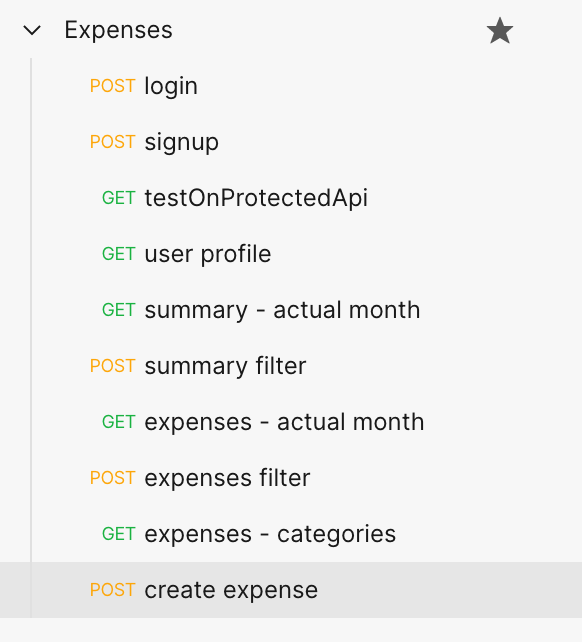 Expenses
POST login
POST signup
GET testOnProtectedApi
GET user profile
GET summary - actual month
POST summary filter
GET expenses - actual month
POST expenses filter
GET expenses - categories
POST create expense